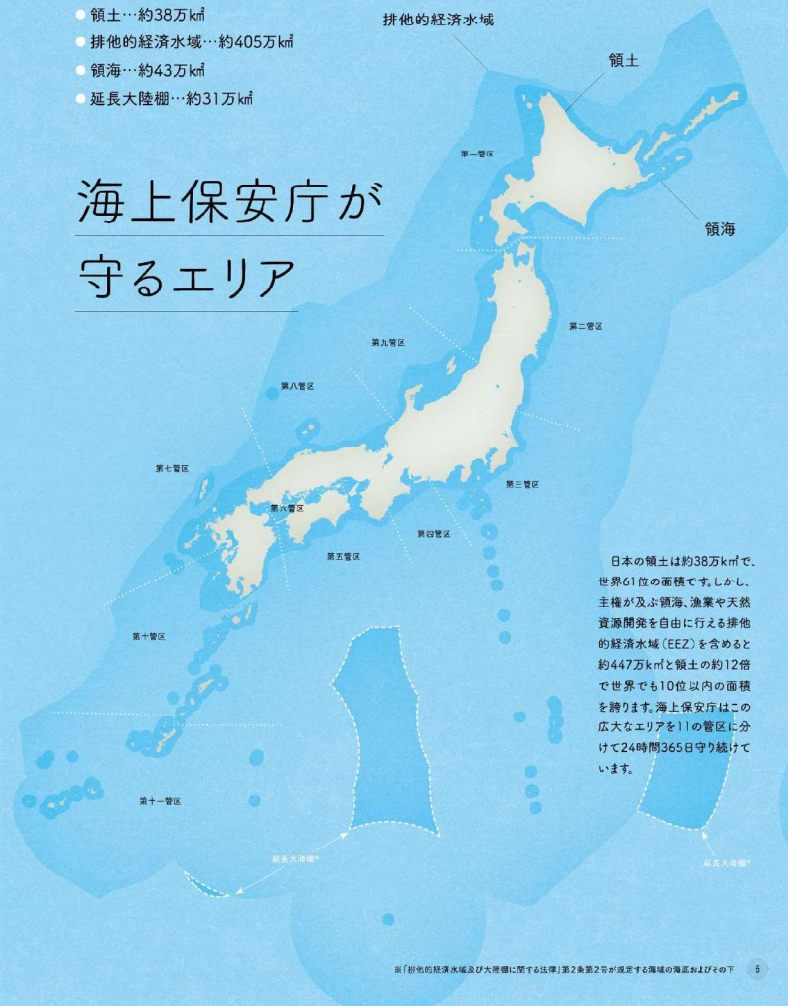 ●領土…約38万㎢
●排他的経済水域…約405万㎢
●領海…約43万㎢
●延長大陸棚…約31万㎢
排他的経済水域
領土
第一管区
海上保安庁が
守るエリア
領海
第二管区
第九管区
第八管区
第七管区
第三管区
第六管区
第四管区
第五管区
日本の領土は約38万k㎡で、
世界61位の面積です。しかし、
主権が及ぶ領海、漁業や天然
資源開発を自由に行える排他
的経済水域（EEZ）を含めると
約447万k㎡と領土の約12倍
で世界でも10位以内の面積
を誇ります。海上保安庁はこの
広大なエリアを11の管区に分
けて24時間365日守り続けて
います。
第十管区
第十一管区
延長大陸棚※
延長大陸棚※
※「排他的経済水域及び大陸棚に関する法律」第2条第2号が規定する海域の海底およびその下
5